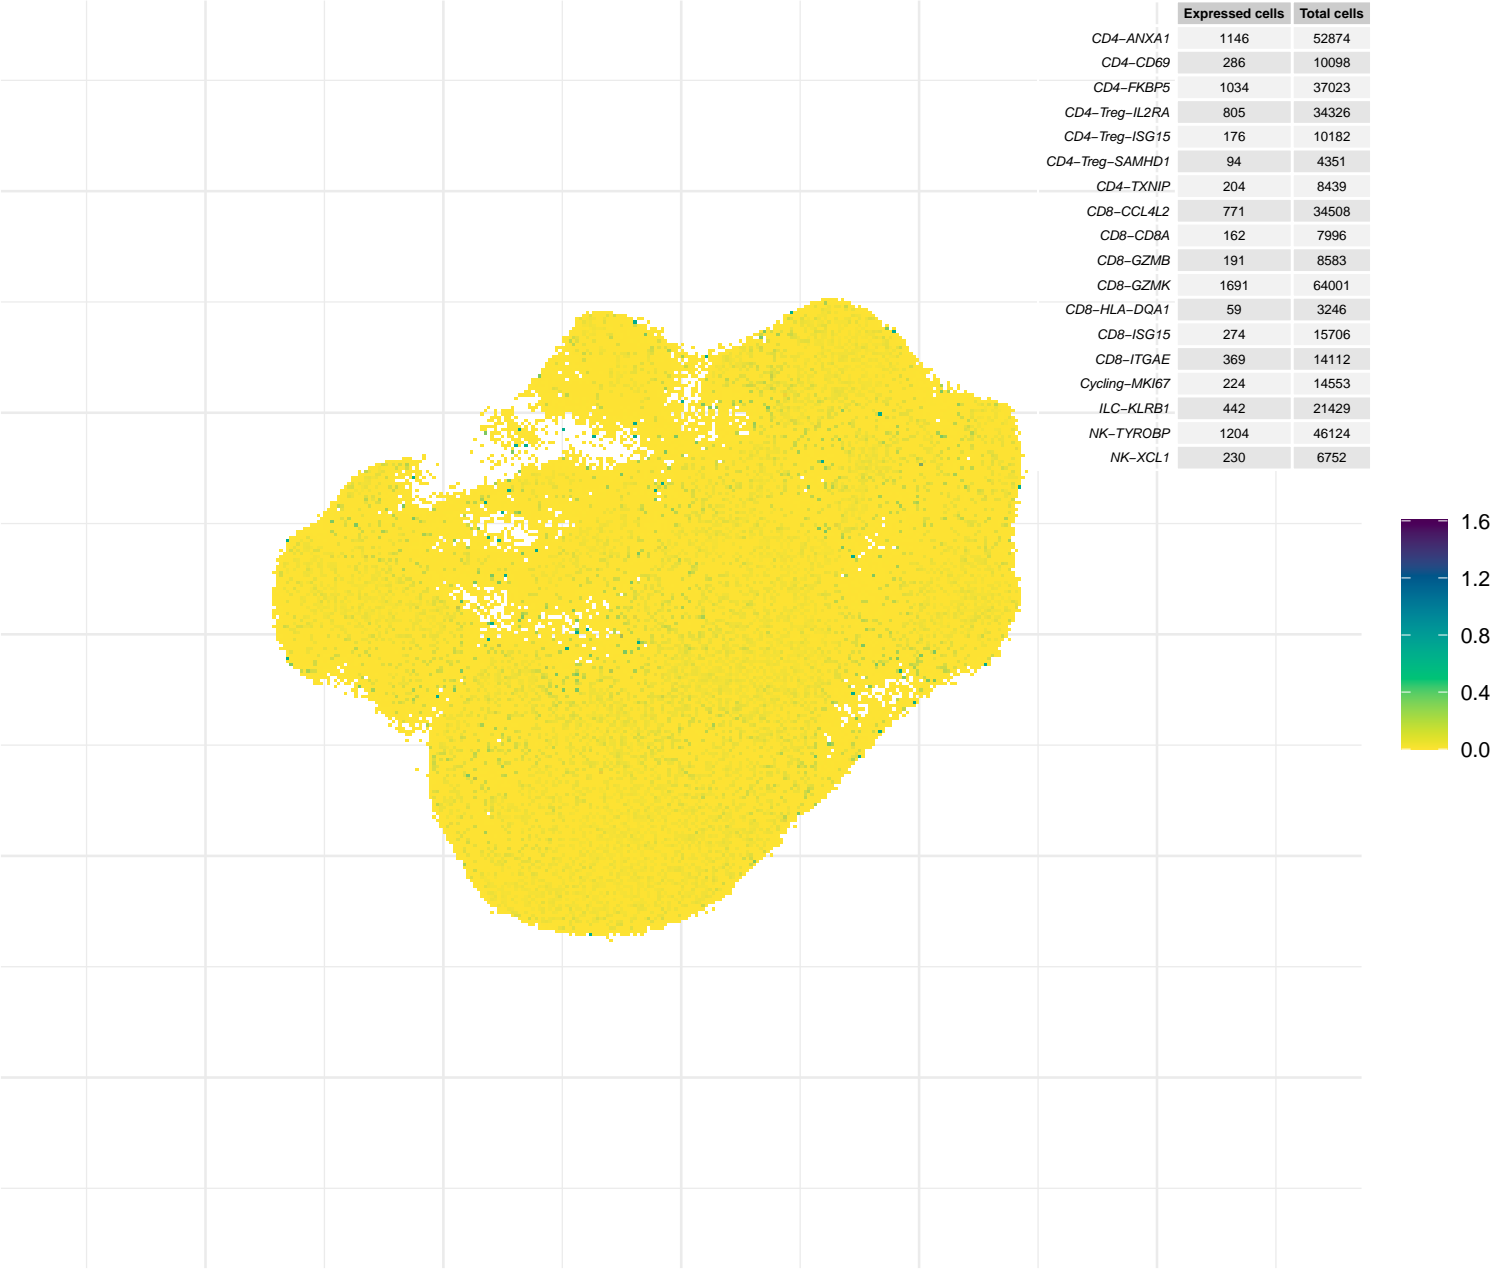 Expressed cells Total cells
CD4−ANXA1 1146 52874
CD4−CD69 286 10098
CD4−FKBP5 1034 37023
CD4−Treg−IL2RA 805 34326
CD4−Treg−ISG15 176 10182
CD4−Treg−SAMHD1 94 4351
CD4−TXNIP 204 8439
CD8−CCL4L2 771 34508
CD8−CD8A 162 7996
CD8−GZMB 191 8583
CD8−GZMK 1691 64001
CD8−HLA−DQA1 59 3246
CD8−ISG15 274 15706
CD8−ITGAE 369 14112
Cycling−MKI67 224 14553
ILC−KLRB1 442 21429
NK−TYROBP 1204 46124
NK−XCL1 230 6752
1.6
1.2
0.8
0.4
0.0